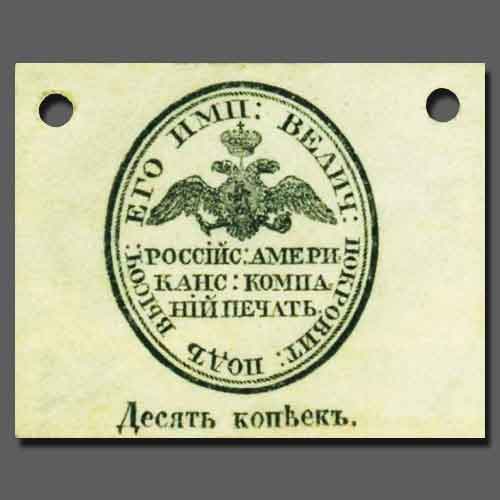 ПОДЪ ВЫСОЧ: ЕГО ИМП: ВЕЛИЧ: ПОКРОВИТ:
РОССІЙС: АМЕРИ
КАНС: КОМПА
НІЙ ПЕЧАТЬ.
Десять копѣекъ.